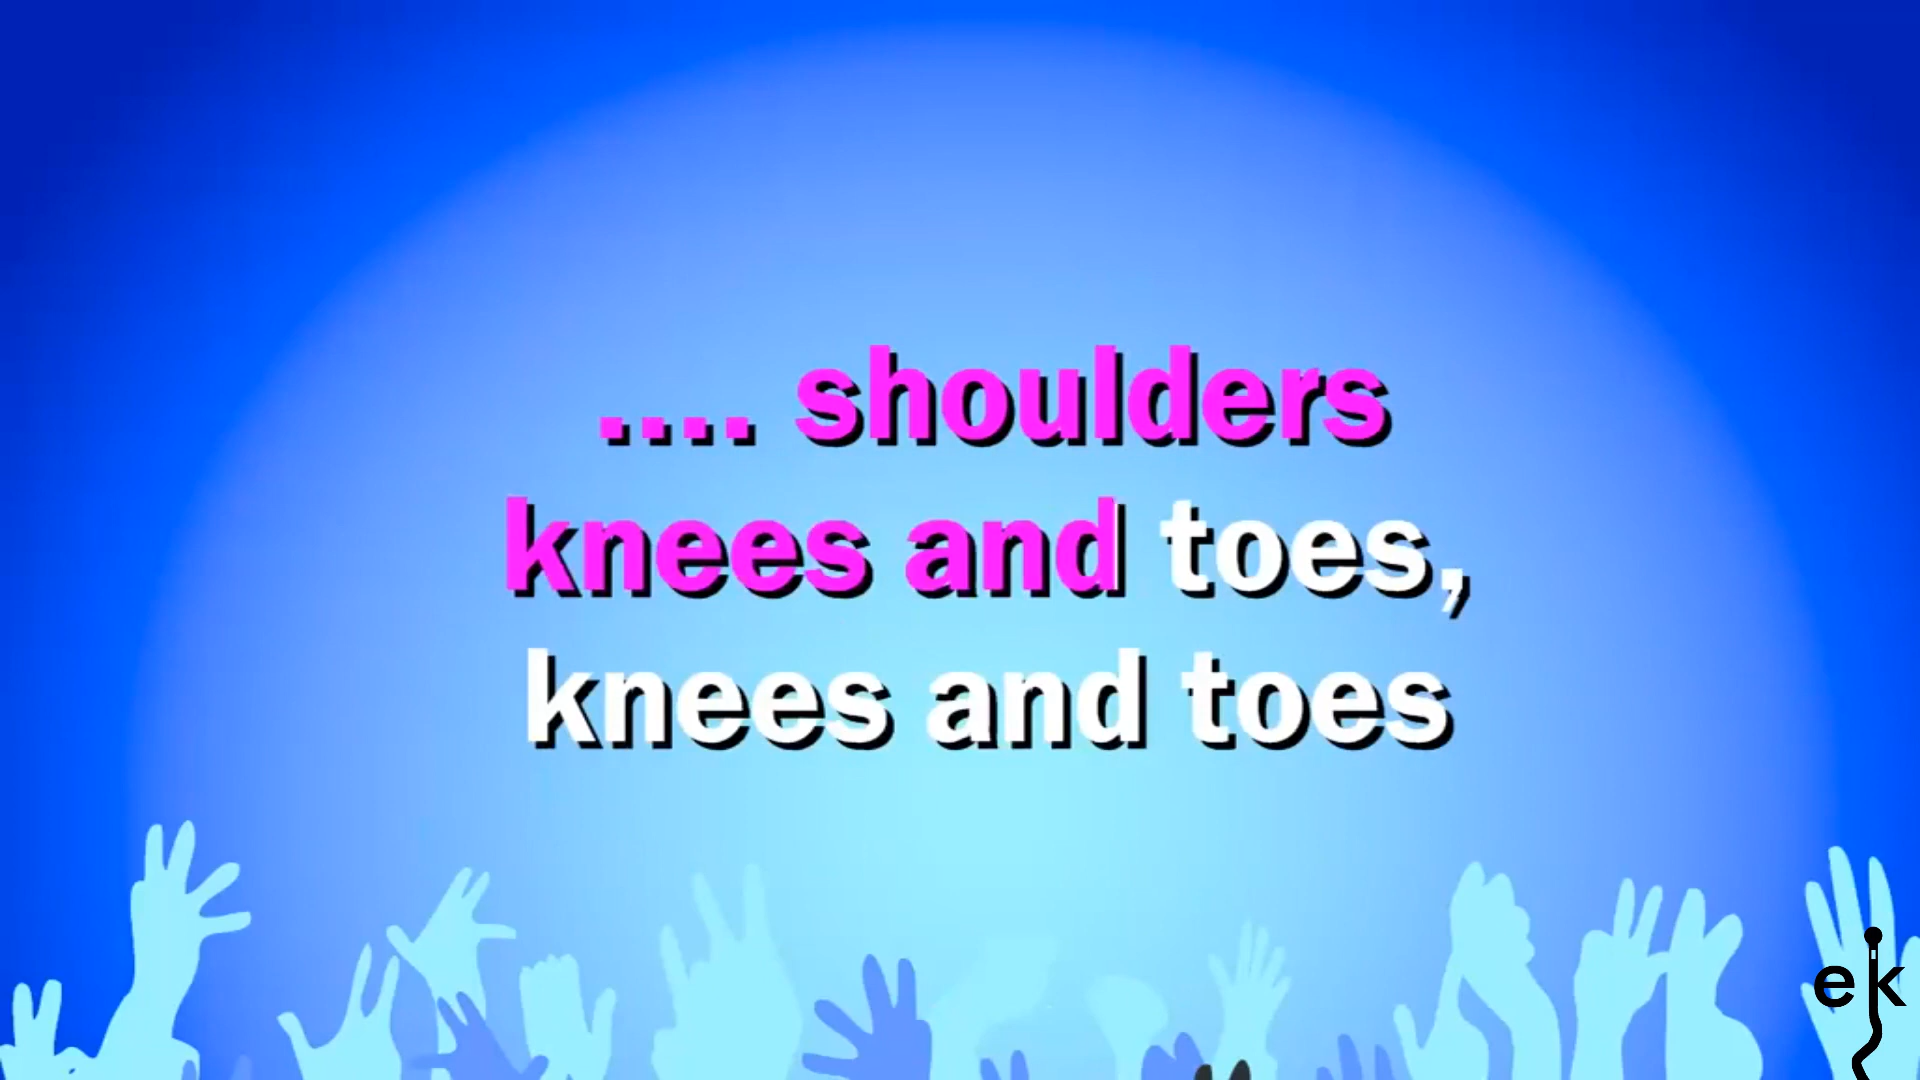 .... shoulders
knees and toes,
knees and toes
ek